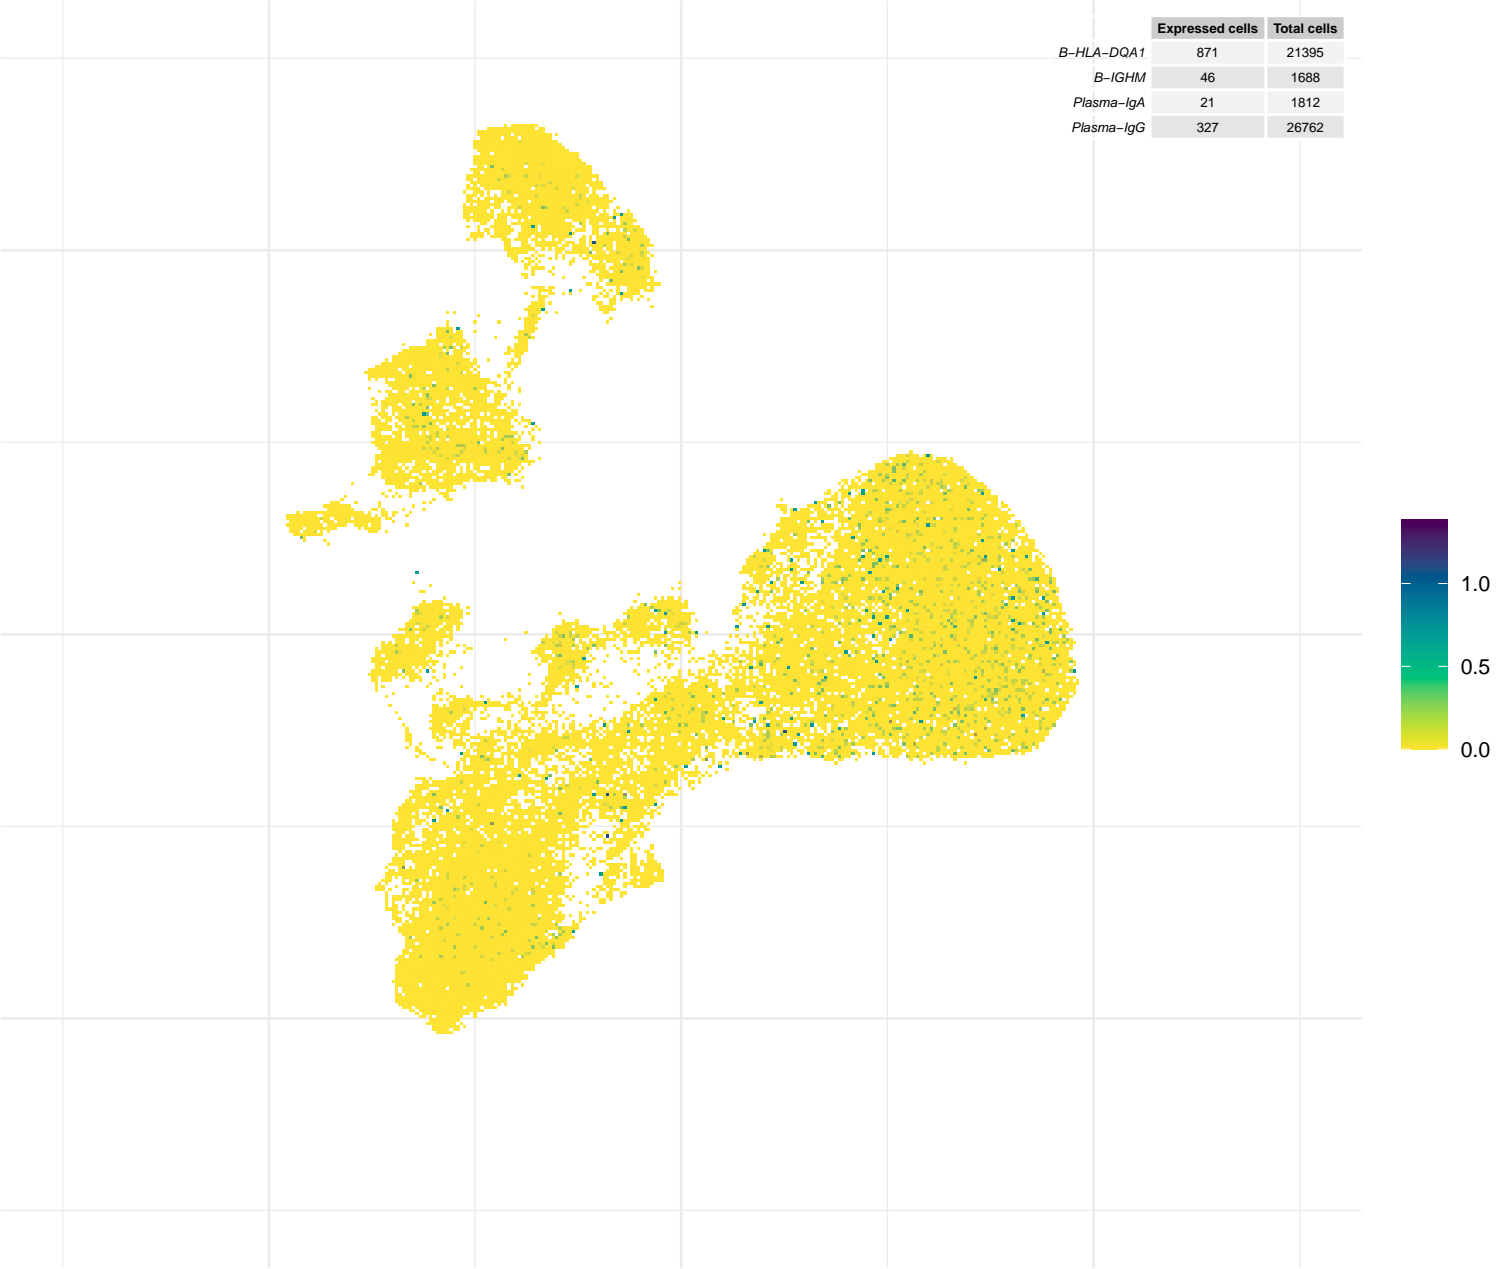 Expressed cells Total cells
B−HLA−DQA1 871 21395
B−IGHM 46 1688
Plasma−IgA 21 1812
Plasma−IgG 327 26762
1.0
0.5
0.0